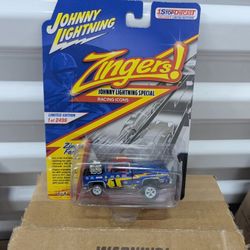 JOHNNY
LIGHTNING
1STOPDIECAST
Zingers!
JOHNNY LIGHTNING SPECIAL
RACING ICONS
LIMITED EDITION
1 OF 2496
WARNING!